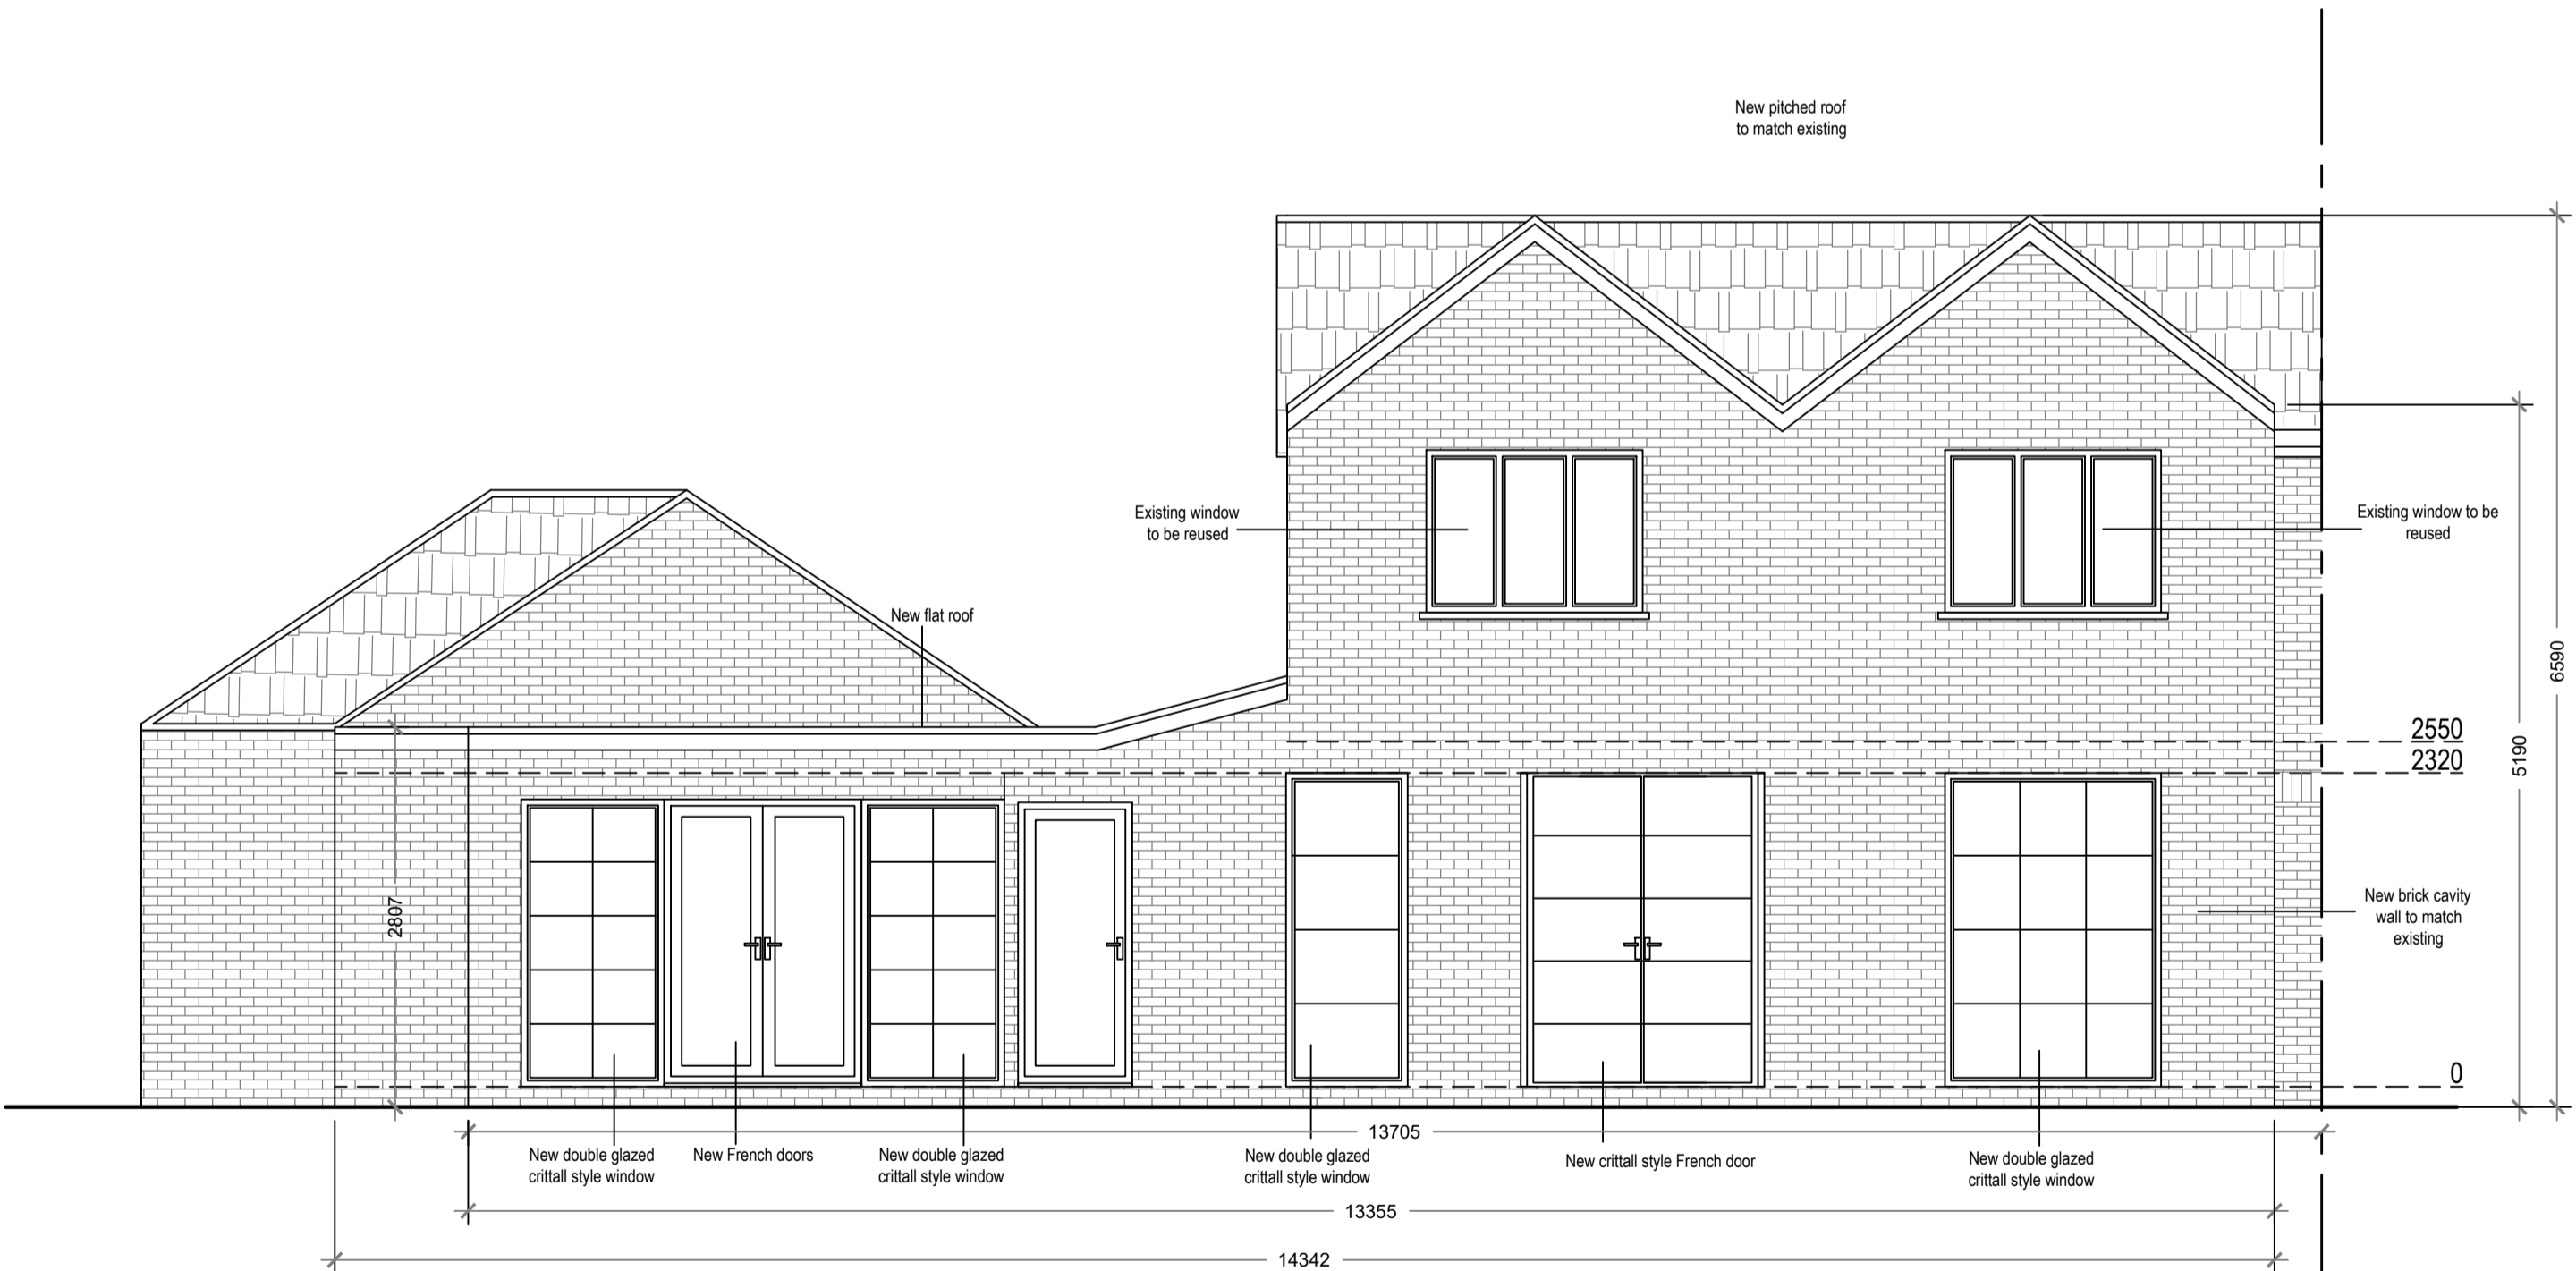 New pitched roof
to match existing
Existing window
to be reused
Existing window to be
reused
New flat roof
6590
2550
5190
2320
2807
New brick cavity
wall to match
existing
0
13705
New double glazed
crittall style window
New French doors
New double glazed
crittall style window
New double glazed
crittall style window
New crittall style French door
New double glazed
crittall style window
13355
14342